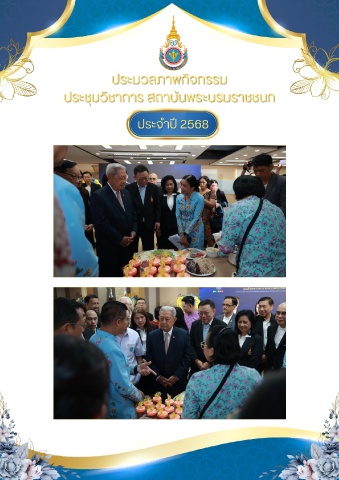 ประมวลภาพกิจกรรม
ประชุมวิชาการ สถาบันพระบรมราชชนก
ประจำปี 2568